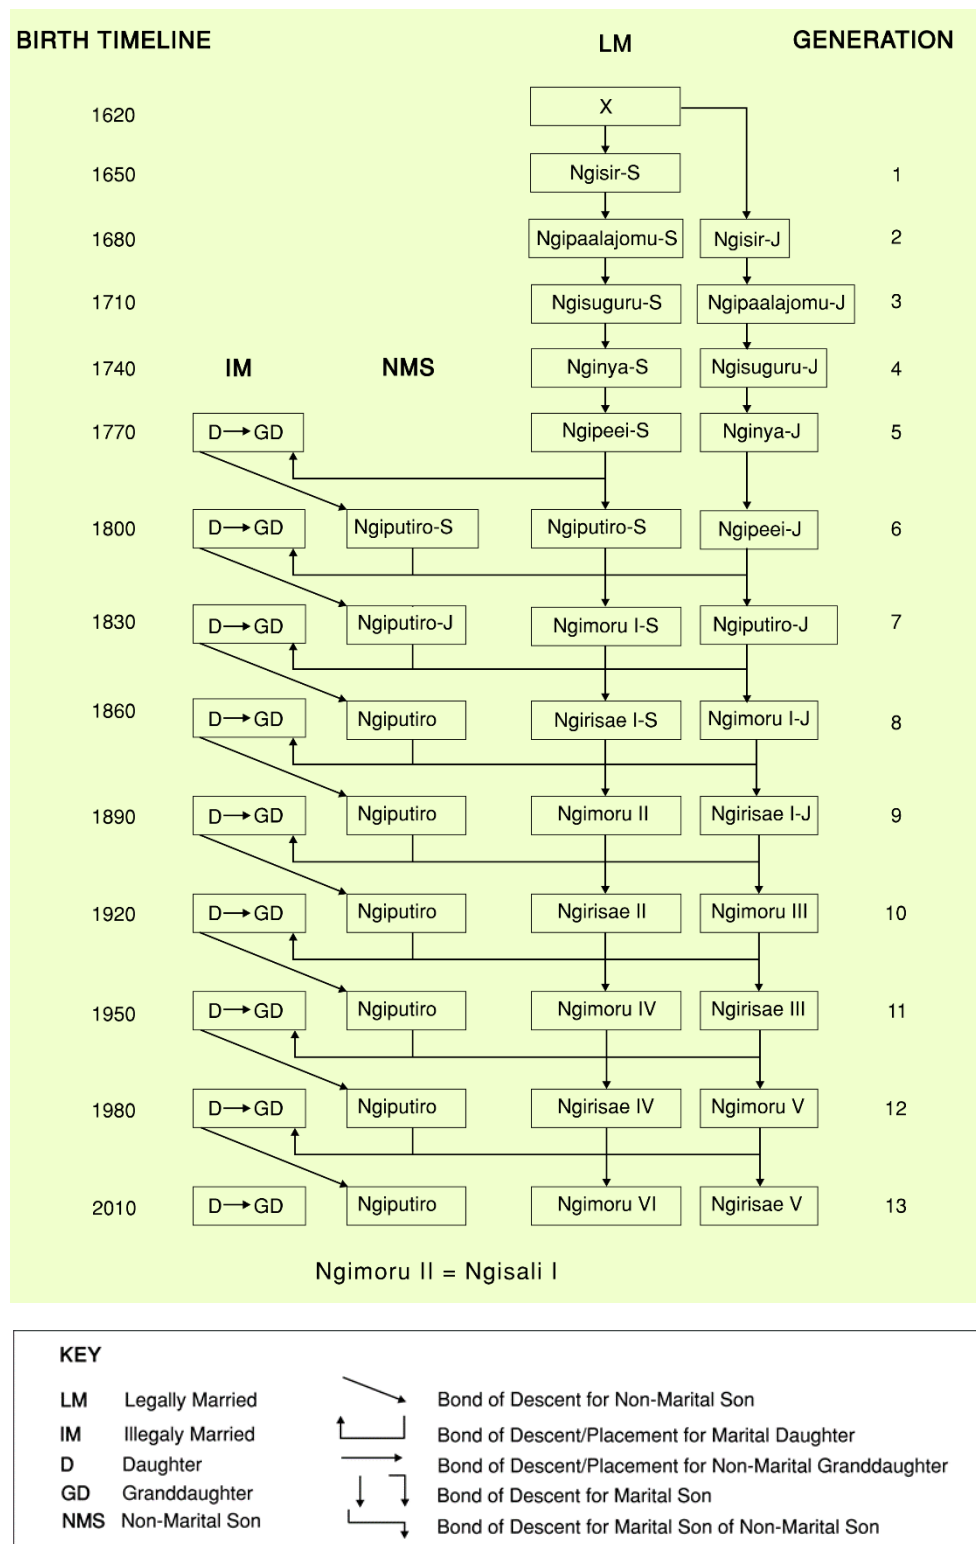 BIRTH TIMELINE LM GENERATION
1620 X
1650 Ngisir-S 1
1680 Ngipaalajomu-S Ngisir-J 2
1710 Ngisuguru-S Ngipaalajomu-J 3
1740 IM NMS Nginya-S Ngisuguru-J 4
1770 D GD Ngipeei-S Nginya-J 5
1800 D GD Ngiputiro-S Ngiputiro-S Ngipeei-J 6
1830 D GD Ngiputiro-J Ngimoru I-S Ngiputiro-J 7
1860 D GD Ngiputiro Ngirisae I-S Ngimoru I-J 8
1890 D GD Ngiputiro Ngimoru II Ngirisae I-J 9
1920 D GD Ngiputiro Ngirisae II Ngimoru III 10
1950 D GD Ngiputiro Ngimoru IV Ngirisae III 11
1980 D GD Ngiputiro Ngirisae IV Ngimoru V 12
2010 D GD Ngiputiro Ngimoru VI Ngirisae V 13
Ngimoru II = Ngisali I
KEY
LM Legally Married Bond of Descent for Non-Marital Son
IM Illegaly Married Bond of Descent/Placement for Marital Daughter
D Daughter Bond of Descent/Placement for Non-Marital Granddaughter
GD Granddaughter Bond of Descent for Marital Son
NMS Non-Marital Son Bond of Descent for Marital Son of Non-Marital Son